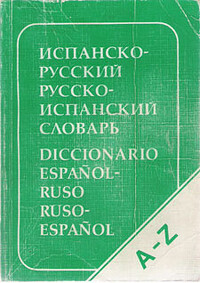 ИСПАНСКО-
РУССКИЙ
РУССКО-
ИСПАНСКИЙ
СЛОВАРЬ
DICCIONARIO
ESPAÑOL-
RUSO
RUSO-
ESPAÑOL
A-Z